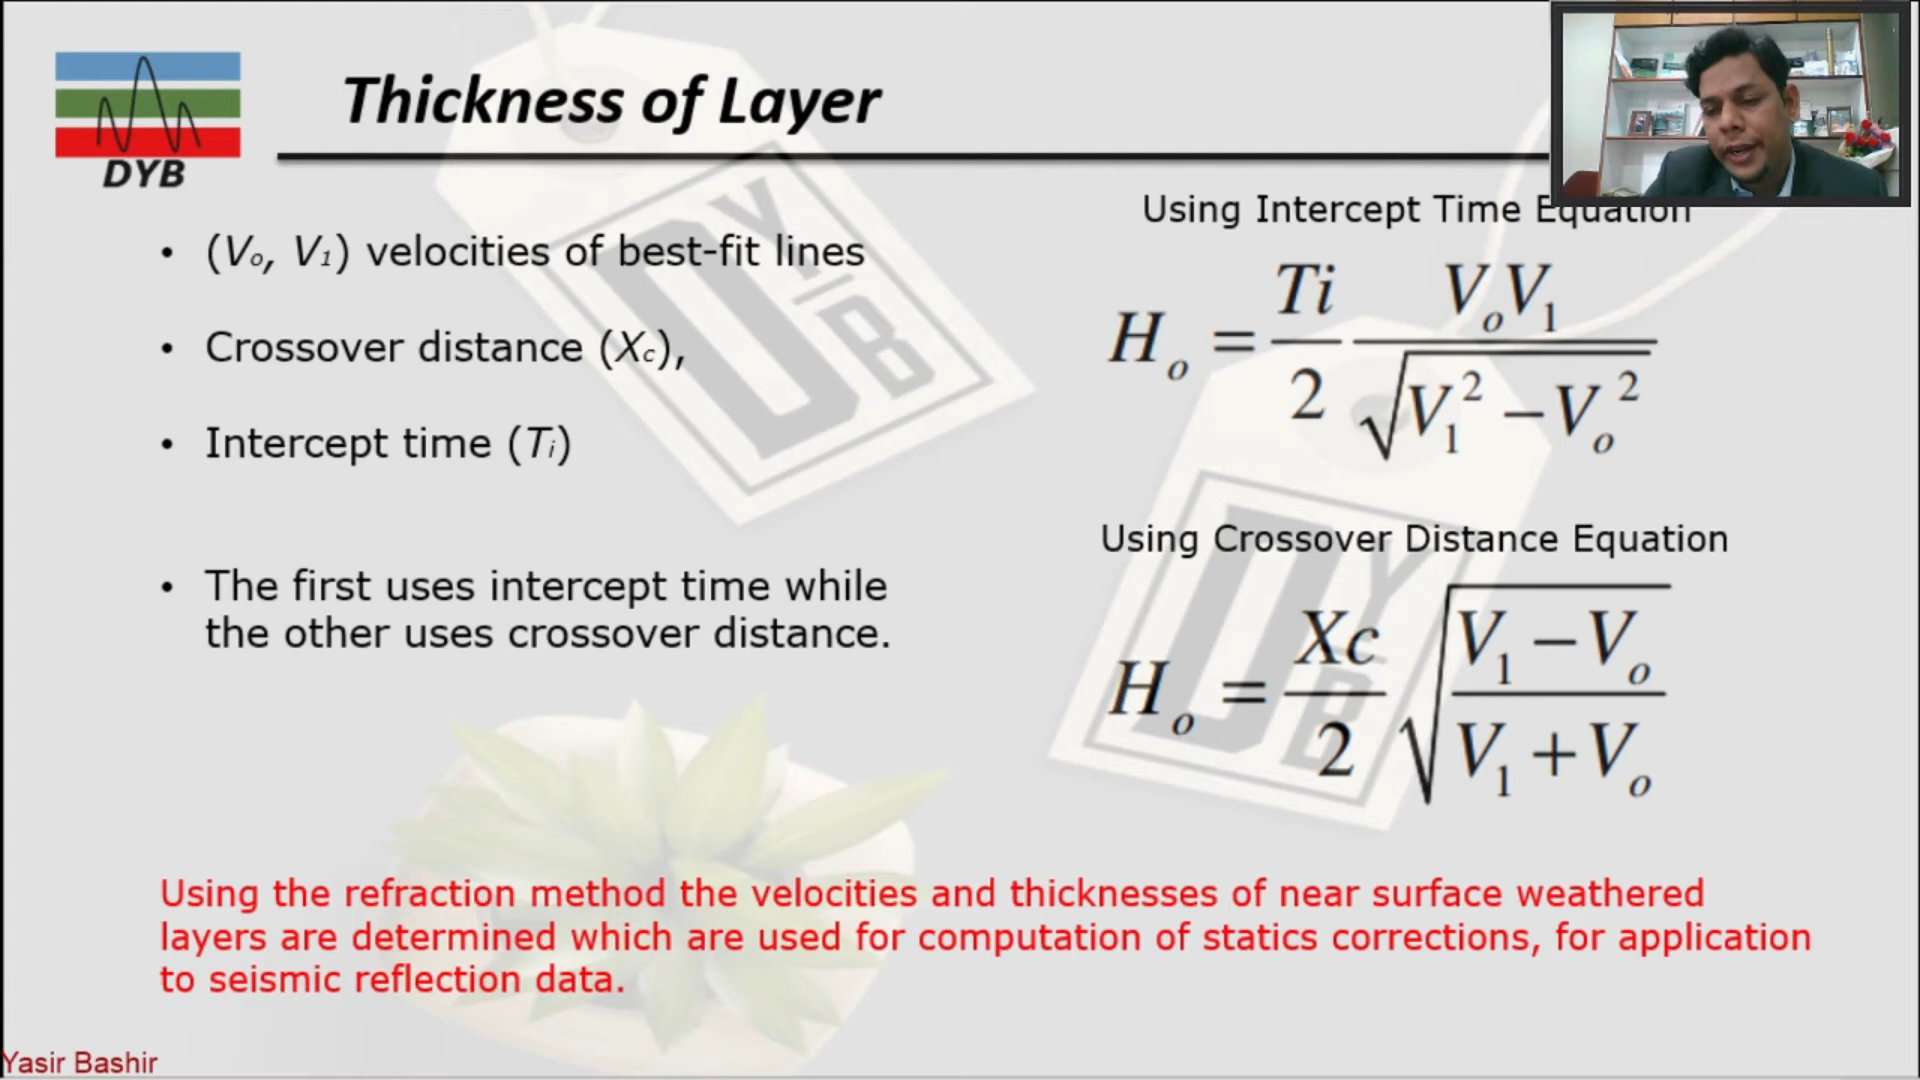 Thickness of Layer
DYB
Using Intercept Time Equation
• (Vₒ, V₁) velocities of best-fit lines
• Crossover distance (Xc),
• Intercept time (Tᵢ)
Hₒ = Ti/2 VₒV₁/√(V₁² – Vₒ²)
Using Crossover Distance Equation
• The first uses intercept time while
the other uses crossover distance.
Hₒ = Xc/2 √((V₁ – Vₒ)/(V₁ + Vₒ))
DYB
DYB
Using the refraction method the velocities and thicknesses of near surface weathered
layers are determined which are used for computation of statics corrections, for application
to seismic reflection data.
Yasir Bashir